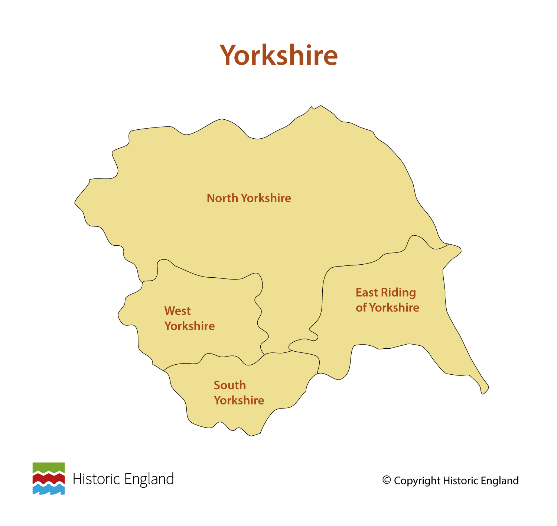 Yorkshire
North Yorkshire
West
Yorkshire
East Riding
of Yorkshire
South
Yorkshire
Historic England
© Copyright Historic England